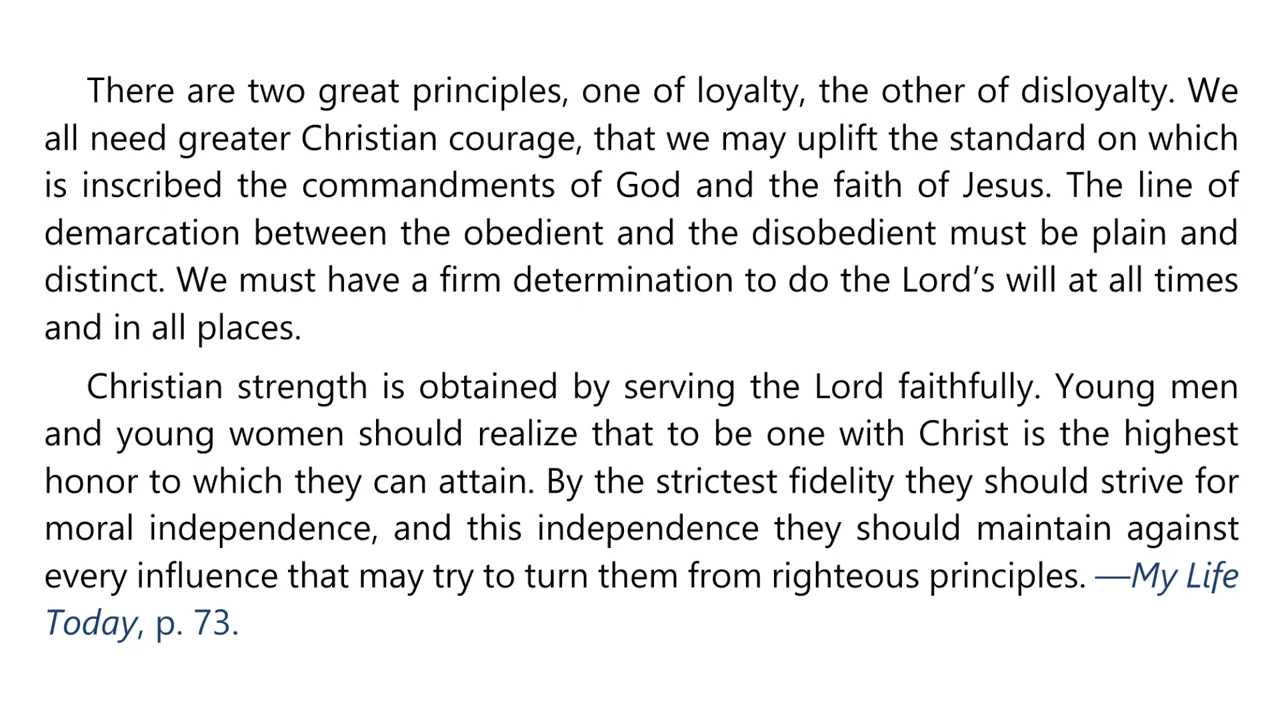 There are two great principles, one of loyalty, the other of disloyalty. We
all need greater Christian courage, that we may uplift the standard on which
is inscribed the commandments of God and the faith of Jesus. The line of
demarcation between the obedient and the disobedient must be plain and
distinct. We must have a firm determination to do the Lord’s will at all times
and in all places.
Christian strength is obtained by serving the Lord faithfully. Young men
and young women should realize that to be one with Christ is the highest
honor to which they can attain. By the strictest fidelity they should strive for
moral independence, and this independence they should maintain against
every influence that may try to turn them from righteous principles. —My Life
Today, p. 73.